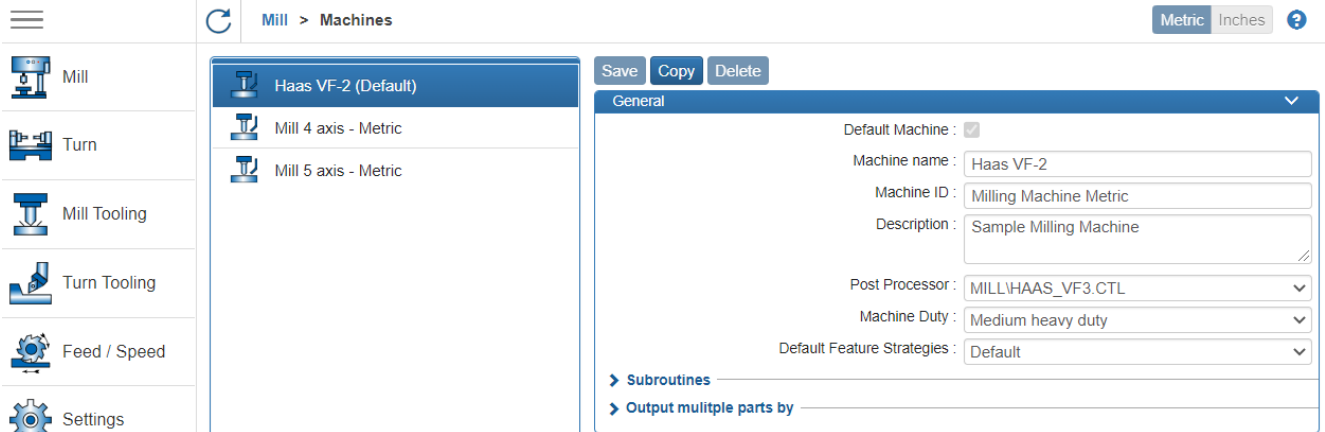 Mill > Machines
Metric Inches ?
Mill
Turn
Mill Tooling
Turn Tooling
Feed / Speed
Settings
Haas VF-2 (Default)
Mill 4 axis - Metric
Mill 5 axis - Metric
Save Copy Delete
General
Default Machine :
Machine name : Haas VF-2
Machine ID : Milling Machine Metric
Description : Sample Milling Machine
Post Processor : MILL\HAAS_VF3.CTL
Machine Duty : Medium heavy duty
Default Feature Strategies : Default
Subroutines
Output mulitple parts by